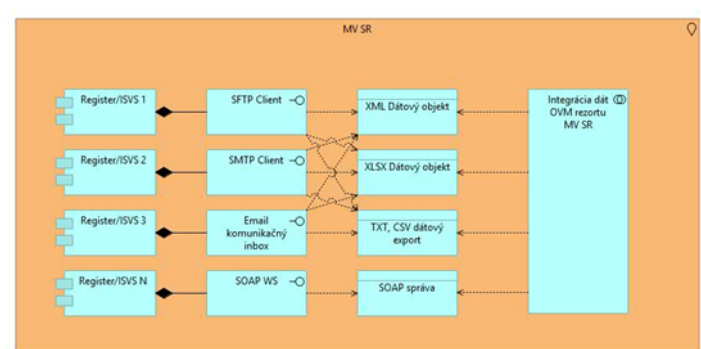 MV SR
Register/ISVS 1
SFTP Client
XML Dátový objekt
Integrácia dát
OVM rezortu
MV SR
Register/ISVS 2
SMTP Client
XLSX Dátový objekt
Register/ISVS 3
Email
komunikačný
inbox
TXT, CSV dátový
export
Register/ISVS N
SOAP WS
SOAP správa